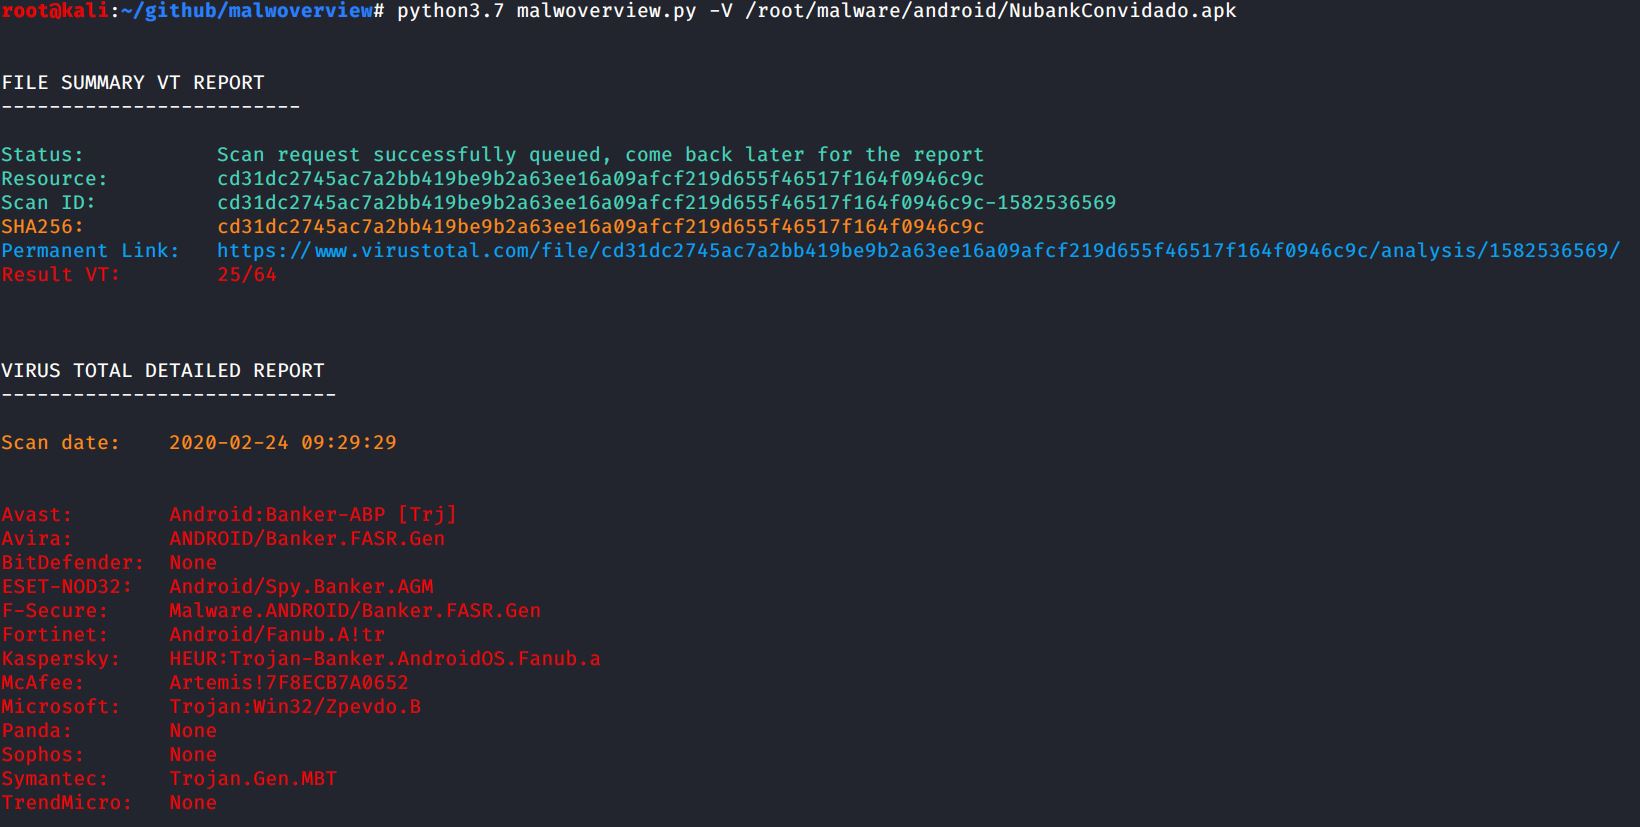 root@kali:~/github/malwoverview# python3.7 malwoverview.py -V /root/malware/android/NubankConvidado.apk
FILE SUMMARY VT REPORT
-------------------------
Status: Scan request successfully queued, come back later for the report
Resource: cd31dc2745ac7a2bb419be9b2a63ee16a09afcf219d655f46517f164f0946c9c
Scan ID: cd31dc2745ac7a2bb419be9b2a63ee16a09afcf219d655f46517f164f0946c9c-1582536569
SHA256: cd31dc2745ac7a2bb419be9b2a63ee16a09afcf219d655f46517f164f0946c9c
Permanent Link: https://www.virustotal.com/file/cd31dc2745ac7a2bb419be9b2a63ee16a09afcf219d655f46517f164f0946c9c/analysis/1582536569/
Result VT: 25/64
VIRUS TOTAL DETAILED REPORT
----------------------------
Scan date: 2020-02-24 09:29:29
Avast: Android:Banker-ABP [Trj]
Avira: ANDROID/Banker.FASR.Gen
BitDefender: None
ESET-NOD32: Android/Spy.Banker.AGM
F-Secure: Malware.ANDROID/Banker.FASR.Gen
Fortinet: Android/Fanub.A!tr
Kaspersky: HEUR:Trojan-Banker.AndroidOS.Fanub.a
McAfee: Artemis!7F8ECB7A0652
Microsoft: Trojan:Win32/Zpevdo.B
Panda: None
Sophos: None
Symantec: Trojan.Gen.MBT
TrendMicro: None